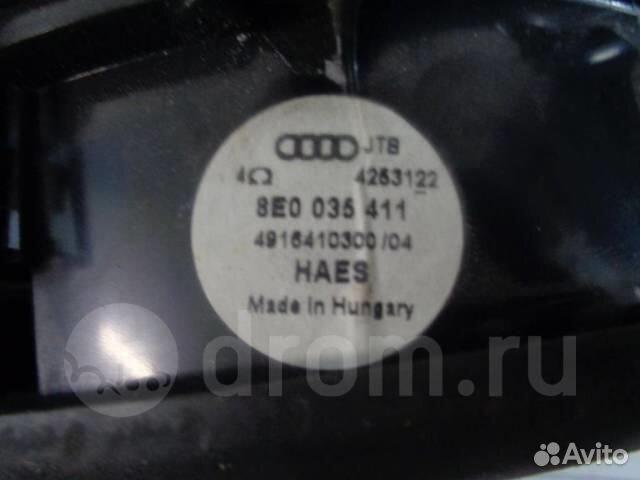 JTB
4Ω 4253122
8E0 035 411
4916410300/04
HAES
Made in Hungary
drom.ru
Avito